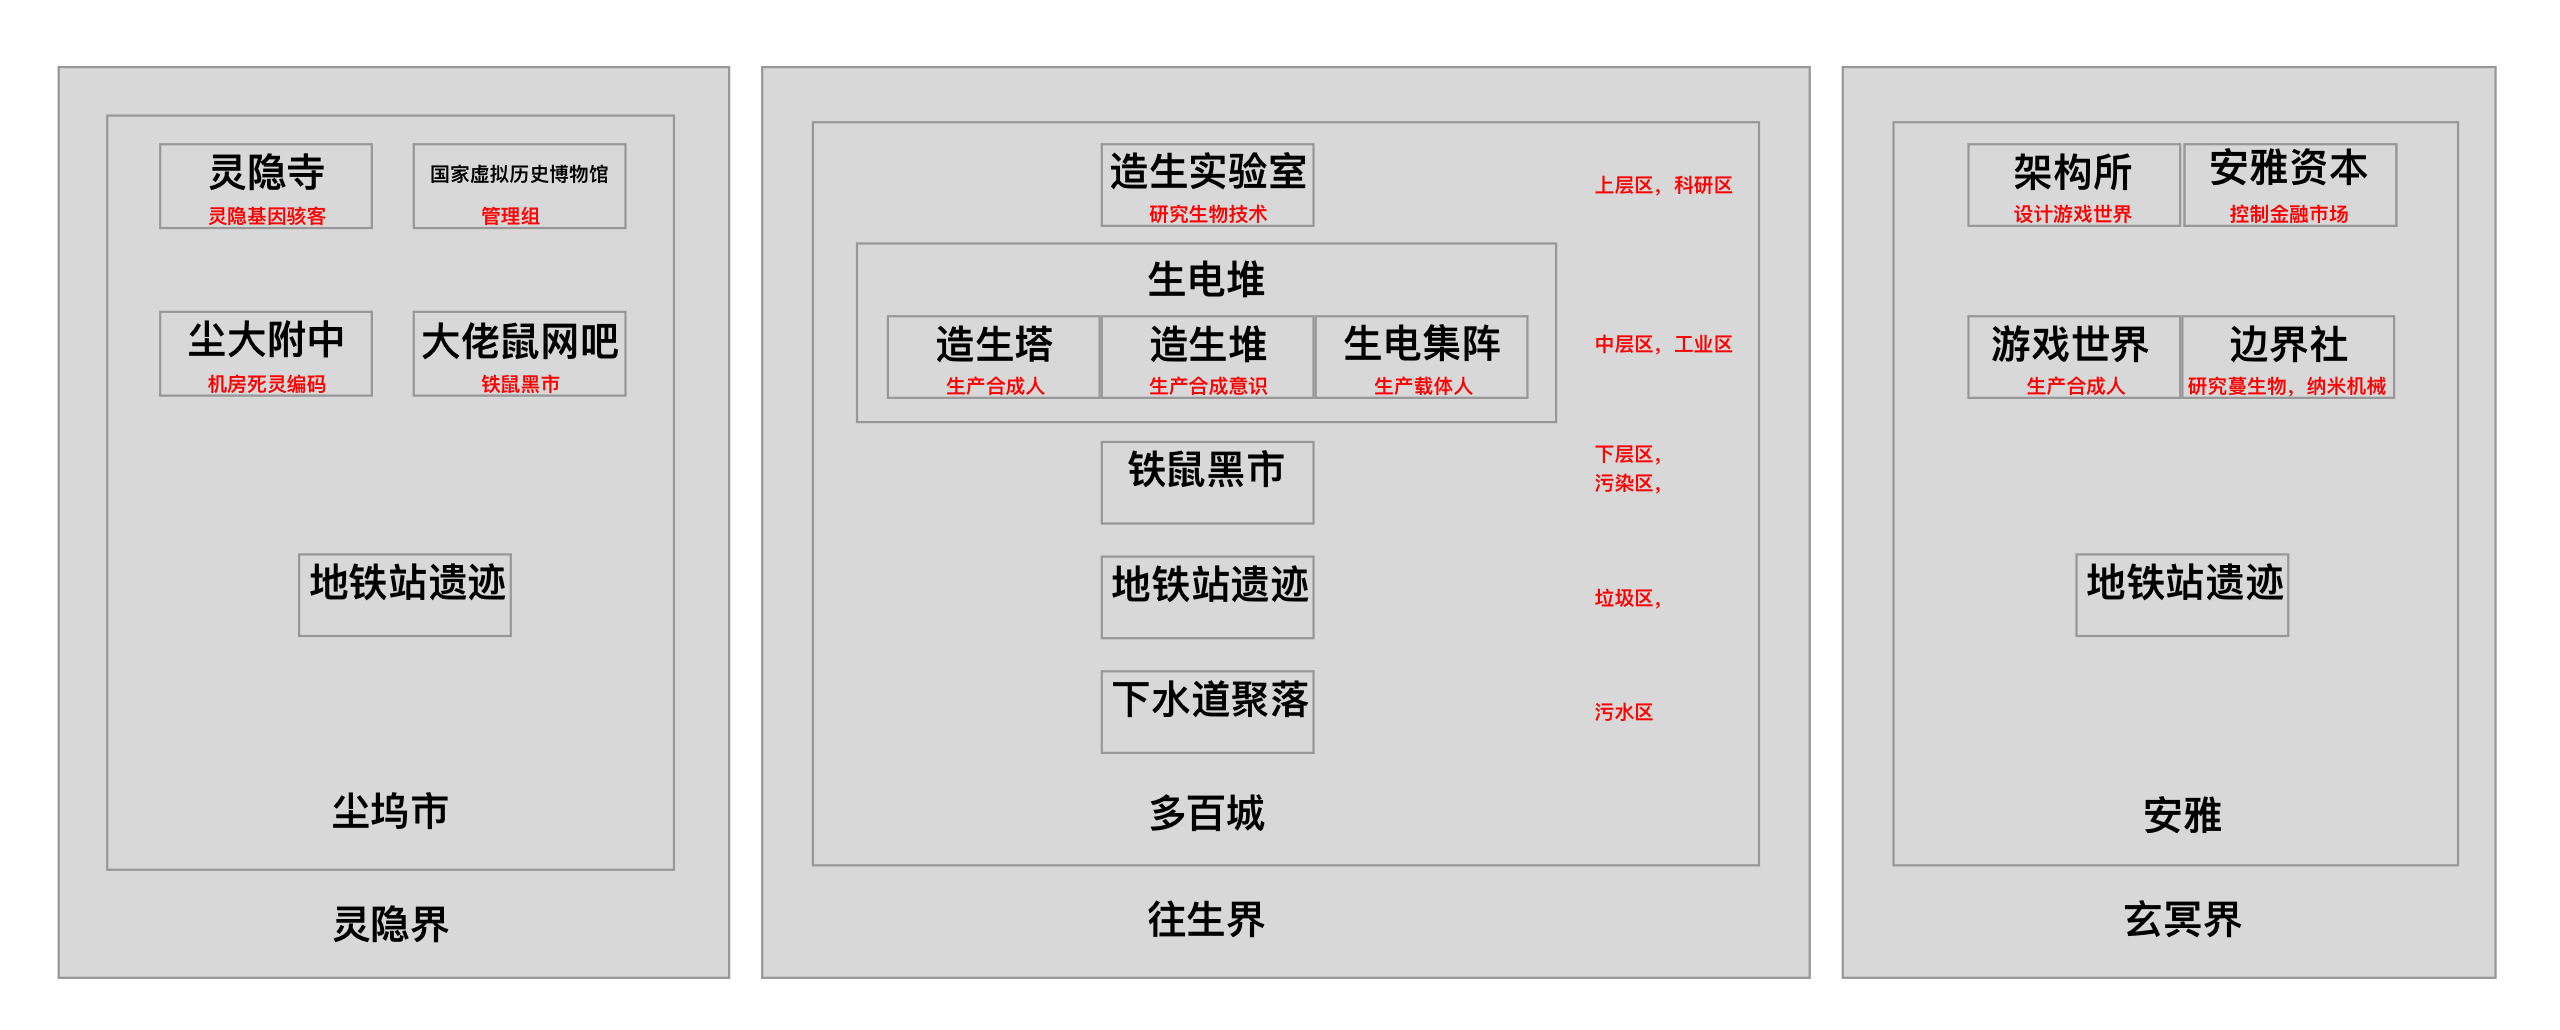 灵隐寺
灵隐基因骇客
国家虚拟历史博物馆
管理组
尘大附中
机房死灵编码
大佬鼠网吧
铁鼠黑市
地铁站遗迹
尘坞市
灵隐界
造生实验室
研究生物技术
上层区，科研区
生电堆
造生塔
生产合成人
造生堆
生产合成意识
生电集阵
生产载体人
中层区，工业区
铁鼠黑市
下层区，
污染区，
地铁站遗迹
垃圾区，
下水道聚落
污水区
多百城
往生界
架构所
设计游戏世界
安雅资本
控制金融市场
游戏世界
生产合成人
边界社
研究蔓生物，纳米机械
地铁站遗迹
安雅
玄冥界